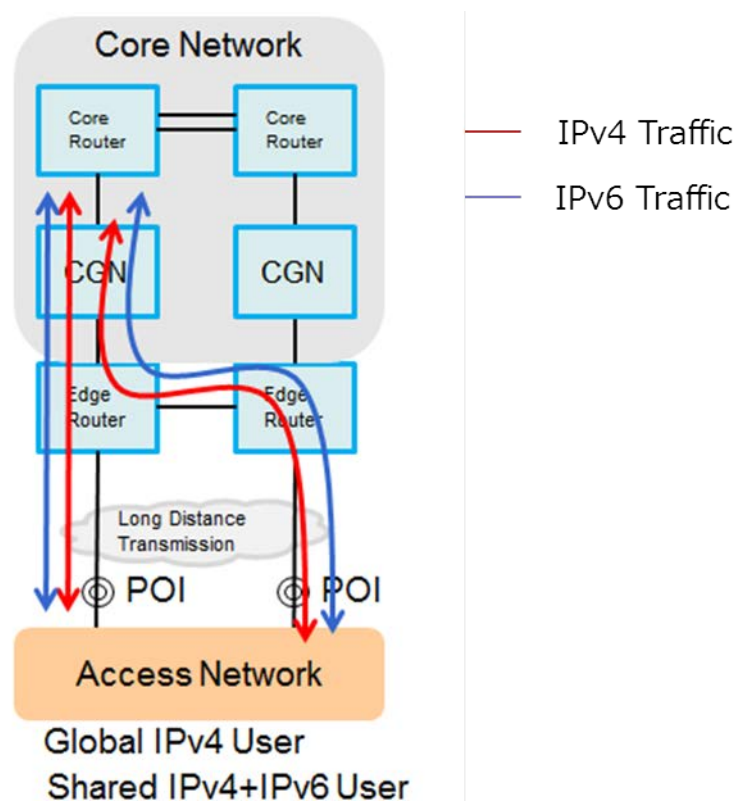 Core Network
Core
Router
Core
Router
IPv4 Traffic
IPv6 Traffic
CGN
CGN
Edge
Router
Edge
Router
Long Distance
Transmission
POI
POI
Access Network
Global IPv4 User
Shared IPv4+IPv6 User